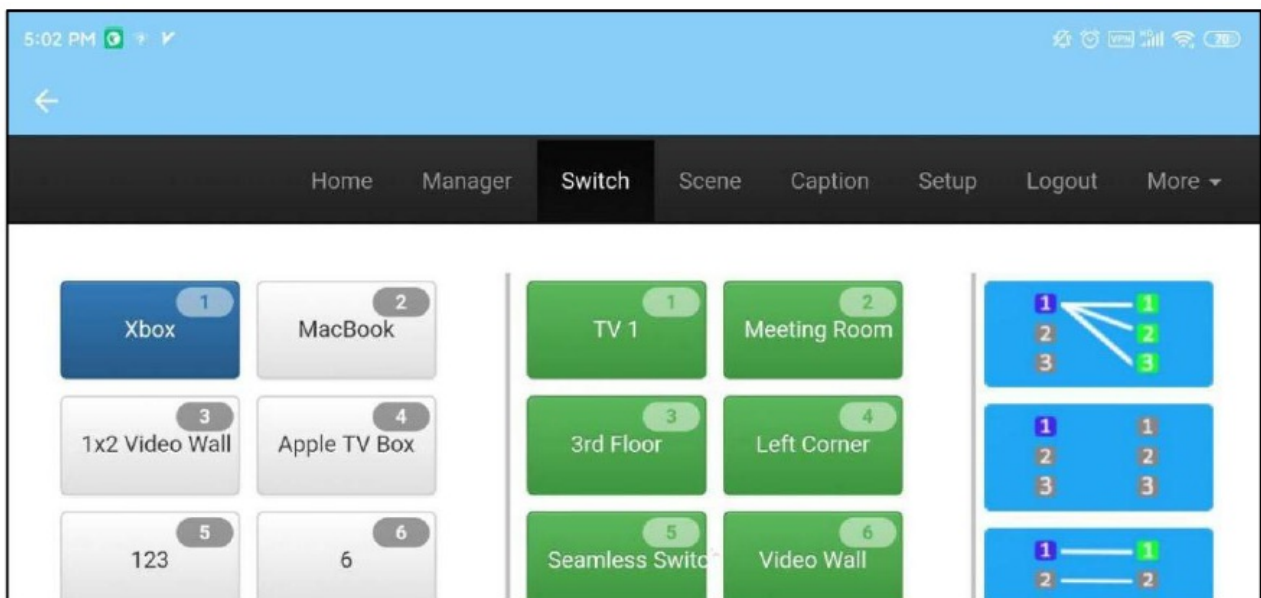 5:02 PM
VPN
70
Home Manager Switch Scene Caption Setup Logout More
1 2 1 2
Xbox MacBook TV 1 Meeting Room
3 4 3 4
1x2 Video Wall Apple TV Box 3rd Floor Left Corner
5 6 5 6
123 6 Seamless Switc Video Wall
1 1
2 2
3 3
1 1
2 2
3 3
1 1
2 2